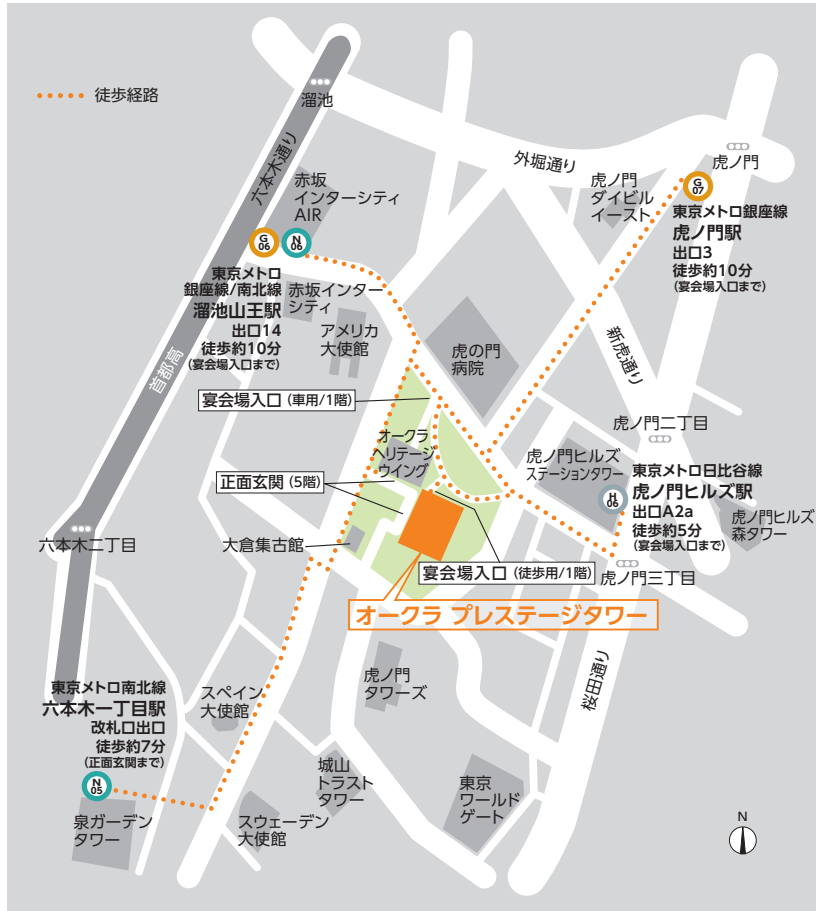 徒歩経路
溜池
六本木通り
外堀通り
虎ノ門
赤坂
インターシティ
AIR
虎ノ門
ダイビル
イースト
G
07
東京メトロ銀座線
虎ノ門駅
出口3
徒歩約10分
(宴会場入口まで)
G
06
N
06
東京メトロ
銀座線/南北線
溜池山王駅
出口14
徒歩約10分
(宴会場入口まで)
赤坂インター
シティ
アメリカ
大使館
虎の門
病院
首都高
新虎通り
宴会場入口 (車用/1階)
虎ノ門二丁目
オークラ
ヘリテージ
ウイング
虎ノ門ヒルズ
ステーションタワー
東京メトロ日比谷線
虎ノ門ヒルズ駅
出口A2a
徒歩約5分
(宴会場入口まで)
H
06
正面玄関 (5階)
虎ノ門ヒルズ
森タワー
六本木二丁目
大倉集古館
宴会場入口 (徒歩用/1階)
虎ノ門三丁目
オークラ プレステージタワー
桜田通り
東京メトロ南北線
六本木一丁目駅
改札口出口
徒歩約7分
(正面玄関まで)
N
05
スペイン
大使館
虎ノ門
タワーズ
城山
トラスト
タワー
東京
ワールド
ゲート
泉ガーデン
タワー
スウェーデン
大使館
N